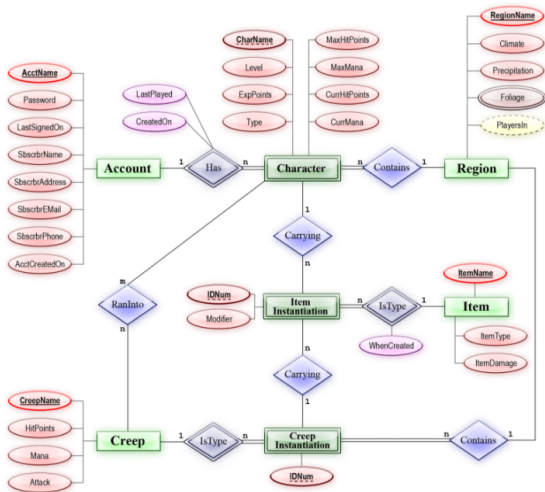 CharName
MaxHitPoints
RegionName
AcctName
Level
MaxMana
Climate
Password
LastPlayed
ExpPoints
CurrHitPoints
Precipitation
LastSignedOn
CreatedOn
Type
CurrMana
Foliage
SbscrbrName
PlayersIn
Account
1
Has
n
Character
n
Contains
1
Region
SbscrbrAddress
SbscrbrEMail
SbscrbrPhone
AcctCreatedOn
1
Carrying
n
m
RanInto
n
IDNum
Modifier
Item
Instantiation
n
IsType
1
Item
ItemName
WhenCreated
ItemType
ItemDamage
n
Carrying
1
CreepName
HitPoints
Mana
Attack
Creep
1
IsType
n
Creep
Instantiation
n
Contains
1
IDNum